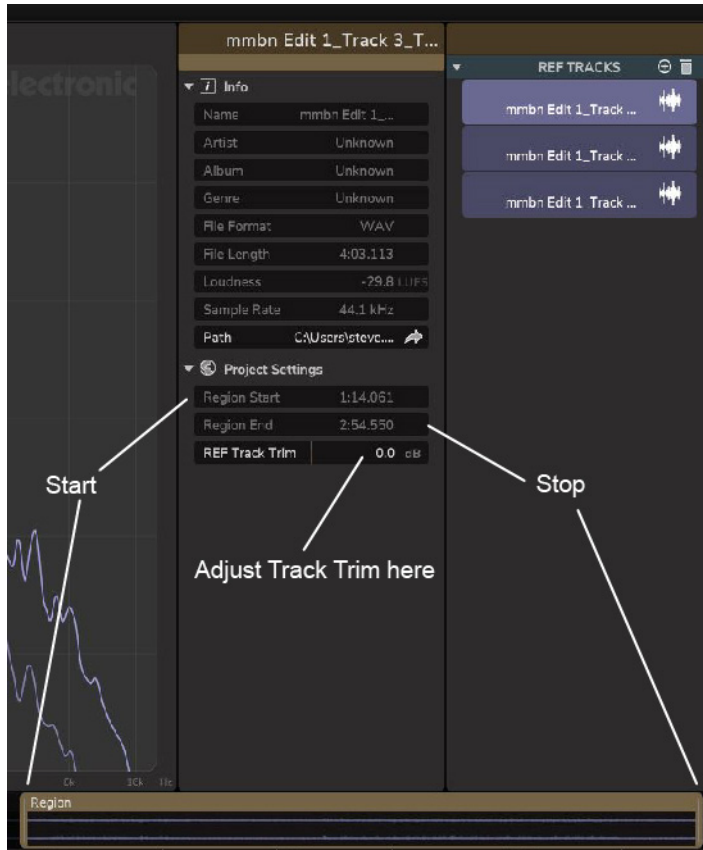 mmbn Edit 1_Track 3_T...
lectronic
REF TRACKS
mmbn Edit 1_Track ...
mmbn Edit 1_Track ...
mmbn Edit 1 Track ...
i Info
Name mmbn Edit 1_...
Artist Unknown
Album Unknown
Genre Unknown
File Format WAV
File Length 4:03.113
Loudness -29.8 LUFS
Sample Rate 44.1 kHz
Path C:\Users\steve....
Project Settings
Region Start 1:14.061
Region End 2:54.550
REF Track Trim 0.0 dB
Start
Stop
Adjust Track Trim here
Region